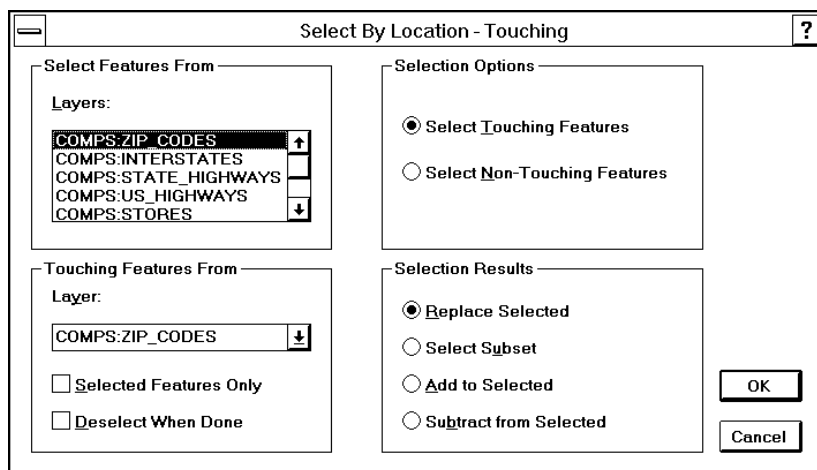 Select By Location - Touching
?
Select Features From
Layers:
COMPS:ZIP_CODES
COMPS:INTERSTATES
COMPS:STATE_HIGHWAYS
COMPS:US_HIGHWAYS
COMPS:STORES
Selection Options
Select Touching Features
Select Non-Touching Features
Touching Features From
Layer:
COMPS:ZIP_CODES
Selected Features Only
Deselect When Done
Selection Results
Replace Selected
Select Subset
Add to Selected
Subtract from Selected
OK
Cancel